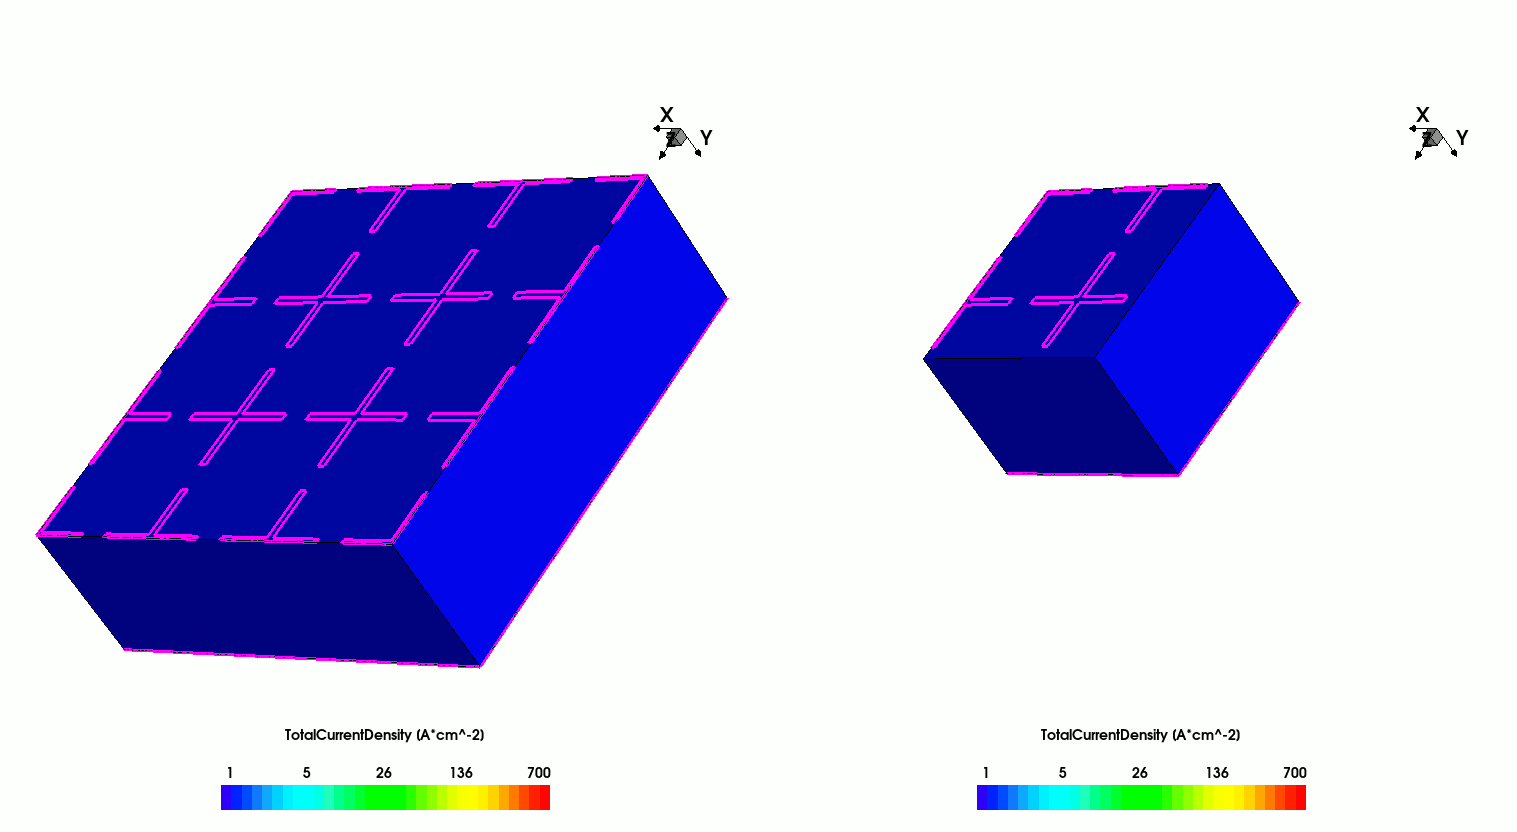 X
Y
X
Y
TotalCurrentDensity (A*cm^-2)
1 5 26 136 700
TotalCurrentDensity (A*cm^-2)
1 5 26 136 700